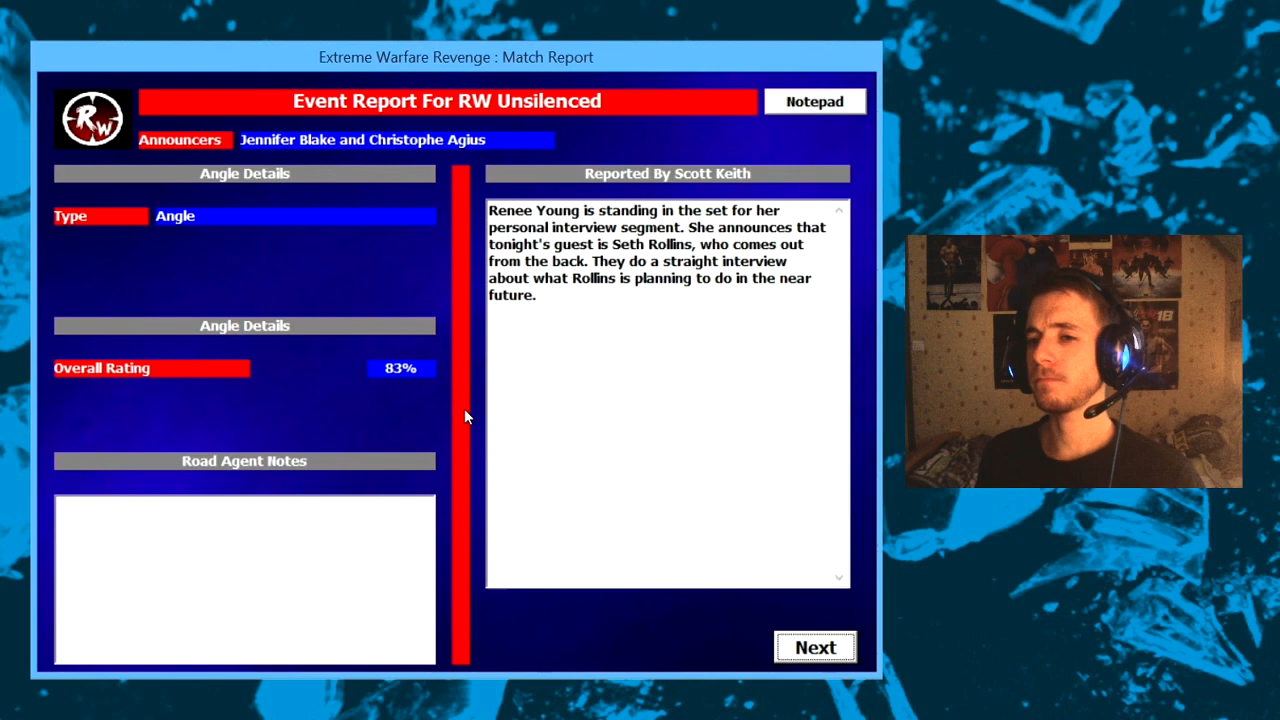 Extreme Warfare Revenge : Match Report
RW
Event Report For RW Unsilenced
Notepad
Announcers
Jennifer Blake and Christophe Agius
Angle Details
Type
Angle
Angle Details
Overall Rating
83%
Road Agent Notes
Reported By Scott Keith
Renee Young is standing in the set for her
personal interview segment. She announces that
tonight's guest is Seth Rollins, who comes out
from the back. They do a straight interview
about what Rollins is planning to do in the near
future.
Next
18